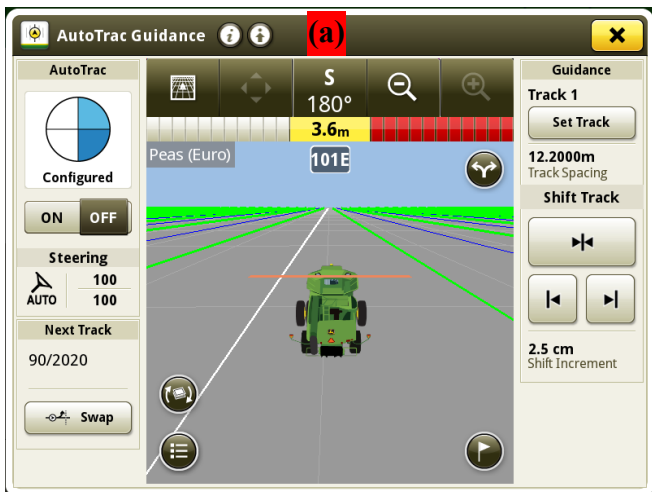 AutoTrac Guidance
(a)
AutoTrac
Configured
ON OFF
Steering
AUTO
100
100
Next Track
90/2020
Swap
S
180°
3.6m
Peas (Euro)
101E
Guidance
Track 1
Set Track
12.2000m
Track Spacing
Shift Track
2.5 cm
Shift Increment